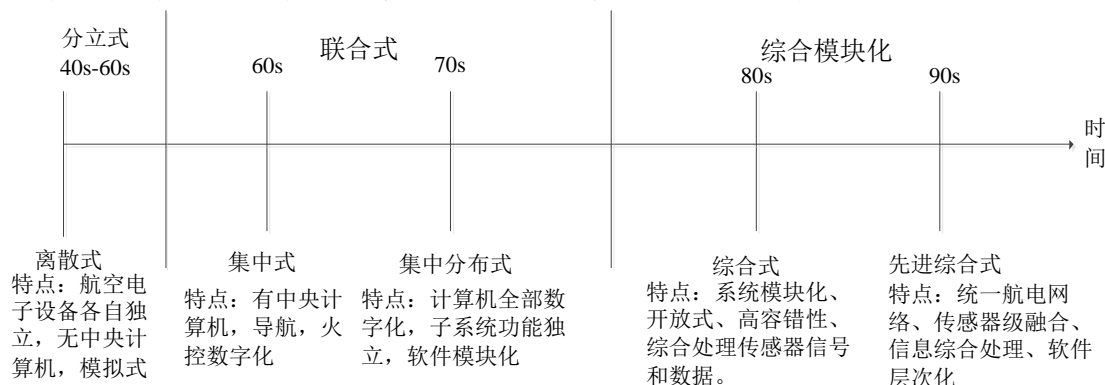 分立式
40s-60s
联合式
60s
70s
综合模块化
80s
90s
时
间
离散式
特点：航空电
子设备各自独
立，无中央计
算机，模拟式
集中式
特点：有中央计
算机，导航，火
控数字化
集中分布式
特点：计算机全部数
字化，子系统功能独
立，软件模块化
综合式
特点：系统模块化、
开放式、高容错性、
综合处理传感器信号
和数据。
先进综合式
特点：统一航电网
络、传感器级融合、
信息综合处理、软件
层次化